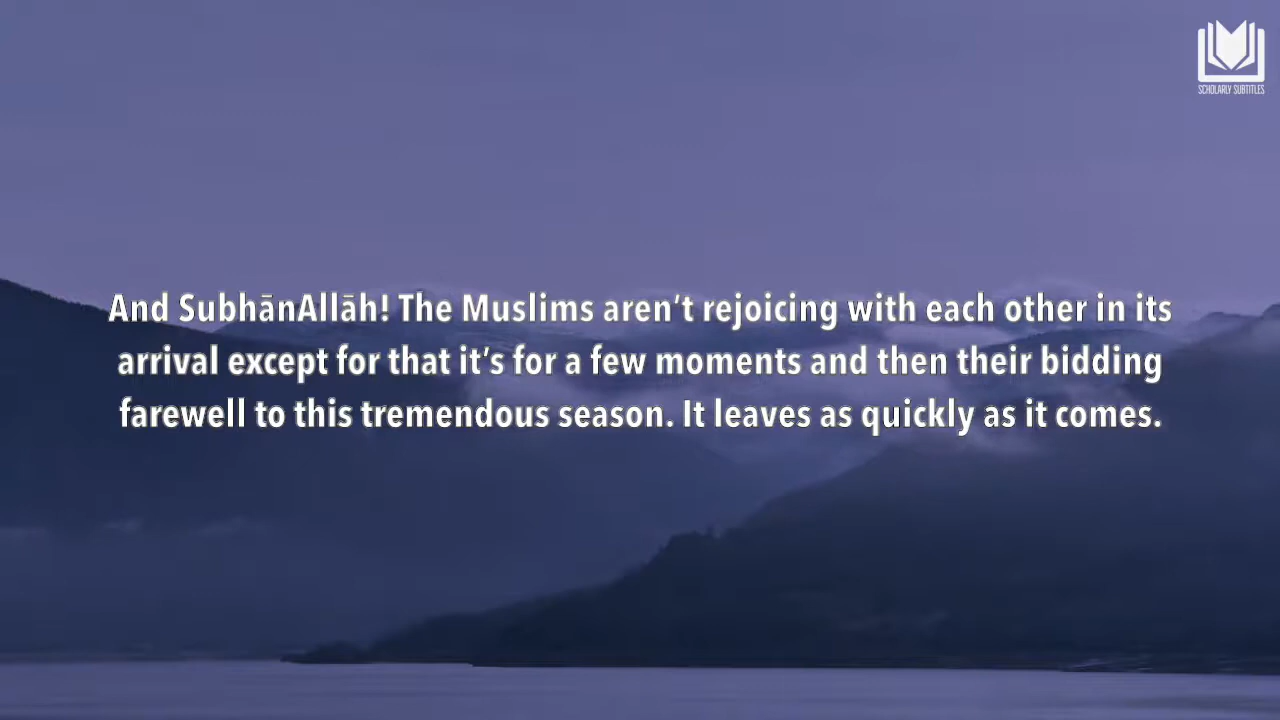 SCHOLARLY SUBTITLES
And SubhānAllāh! The Muslims aren’t rejoicing with each other in its
arrival except for that it’s for a few moments and then their bidding
farewell to this tremendous season. It leaves as quickly as it comes.